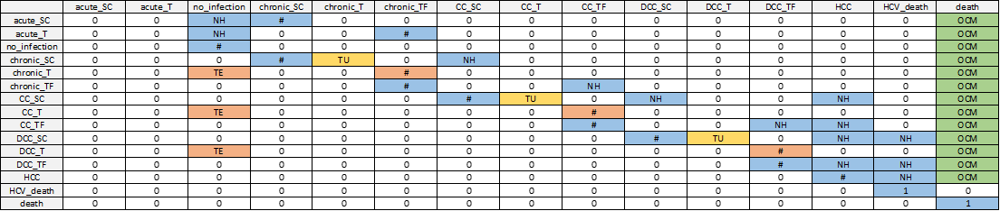 acute_SC acute_T no_infection chronic_SC chronic_T chronic_TF CC_SC CC_T CC_TF DCC_SC DCC_T DCC_TF HCC HCV_death death
acute_SC 0 0 NH # 0 0 0 0 0 0 0 0 0 0 OCM
acute_T 0 0 NH 0 0 # 0 0 0 0 0 0 0 0 OCM
no_infection 0 0 # 0 0 0 0 0 0 0 0 0 0 0 OCM
chronic_SC 0 0 0 # TU 0 NH 0 0 0 0 0 0 0 OCM
chronic_T 0 0 TE 0 0 # 0 0 0 0 0 0 0 0 OCM
chronic_TF 0 0 0 0 0 # 0 0 NH 0 0 0 0 0 OCM
CC_SC 0 0 0 0 0 0 # TU 0 NH 0 0 NH 0 OCM
CC_T 0 0 TE 0 0 0 0 0 # 0 0 0 0 0 OCM
CC_TF 0 0 0 0 0 0 0 0 # 0 0 NH NH 0 OCM
DCC_SC 0 0 0 0 0 0 0 0 0 # TU 0 NH NH OCM
DCC_T 0 0 TE 0 0 0 0 0 0 0 0 # 0 0 OCM
DCC_TF 0 0 0 0 0 0 0 0 0 0 0 # NH NH OCM
HCC 0 0 0 0 0 0 0 0 0 0 0 0 # NH OCM
HCV_death 0 0 0 0 0 0 0 0 0 0 0 0 0 1 0
death 0 0 0 0 0 0 0 0 0 0 0 0 0 0 1